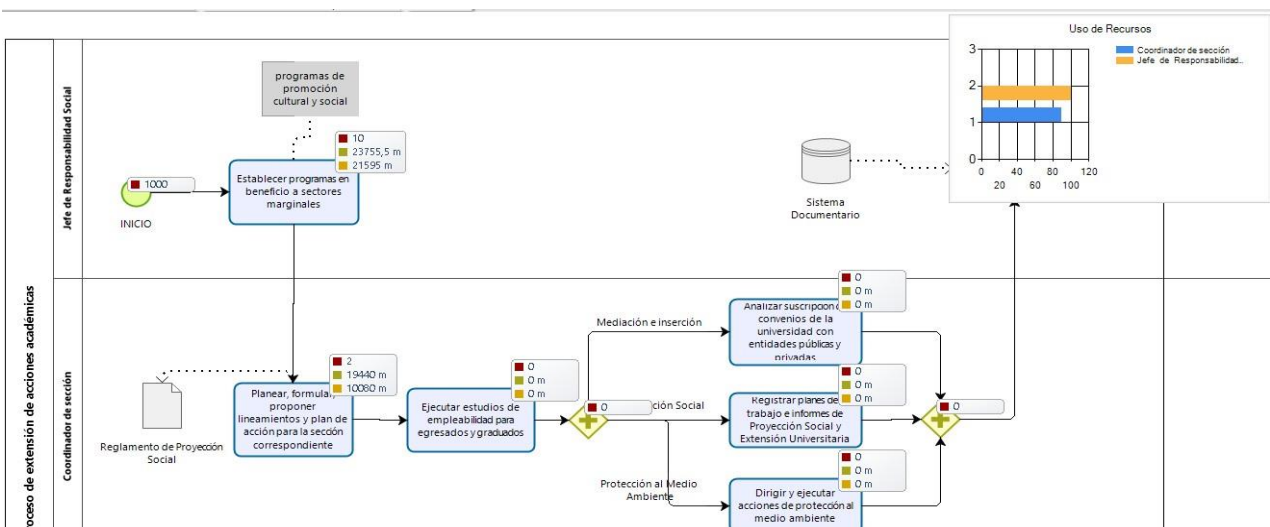 Uso de Recursos
3
2
1
0
0 40 80 120
20 60 100
Coordinador de sección
Jefe de Responsabilidad..
roceso de extensión de acciones académicas
Jefe de Responsabilidad Social
programas de
promoción
cultural y social
10
23755,5 m
21595 m
1000
INICIO
Establecer programas en
beneficio a sectores
marginales
Sistema
Documentario
Coordinador de sección
Reglamento de Proyección
Social
2
19440 m
10080 m
Planear, formular,
proponer
lineamientos y plan de
acción para la sección
correspondiente
0
0 m
0 m
Ejecutar estudios de
empleabilidad para
egresados y graduados
0
Mediación e inserción
ción Social
Protección al Medio
Ambiente
0
0 m
0 m
Analizar suscripción
convenios de la
universidad con
entidades públicas y
privadas
0
0 m
0 m
Registrar planes de
trabajo e informes de
Proyección Social y
Extensión Universitaria
0
0 m
0 m
Dirigir y ejecutar
acciones de protección al
medio ambiente
0